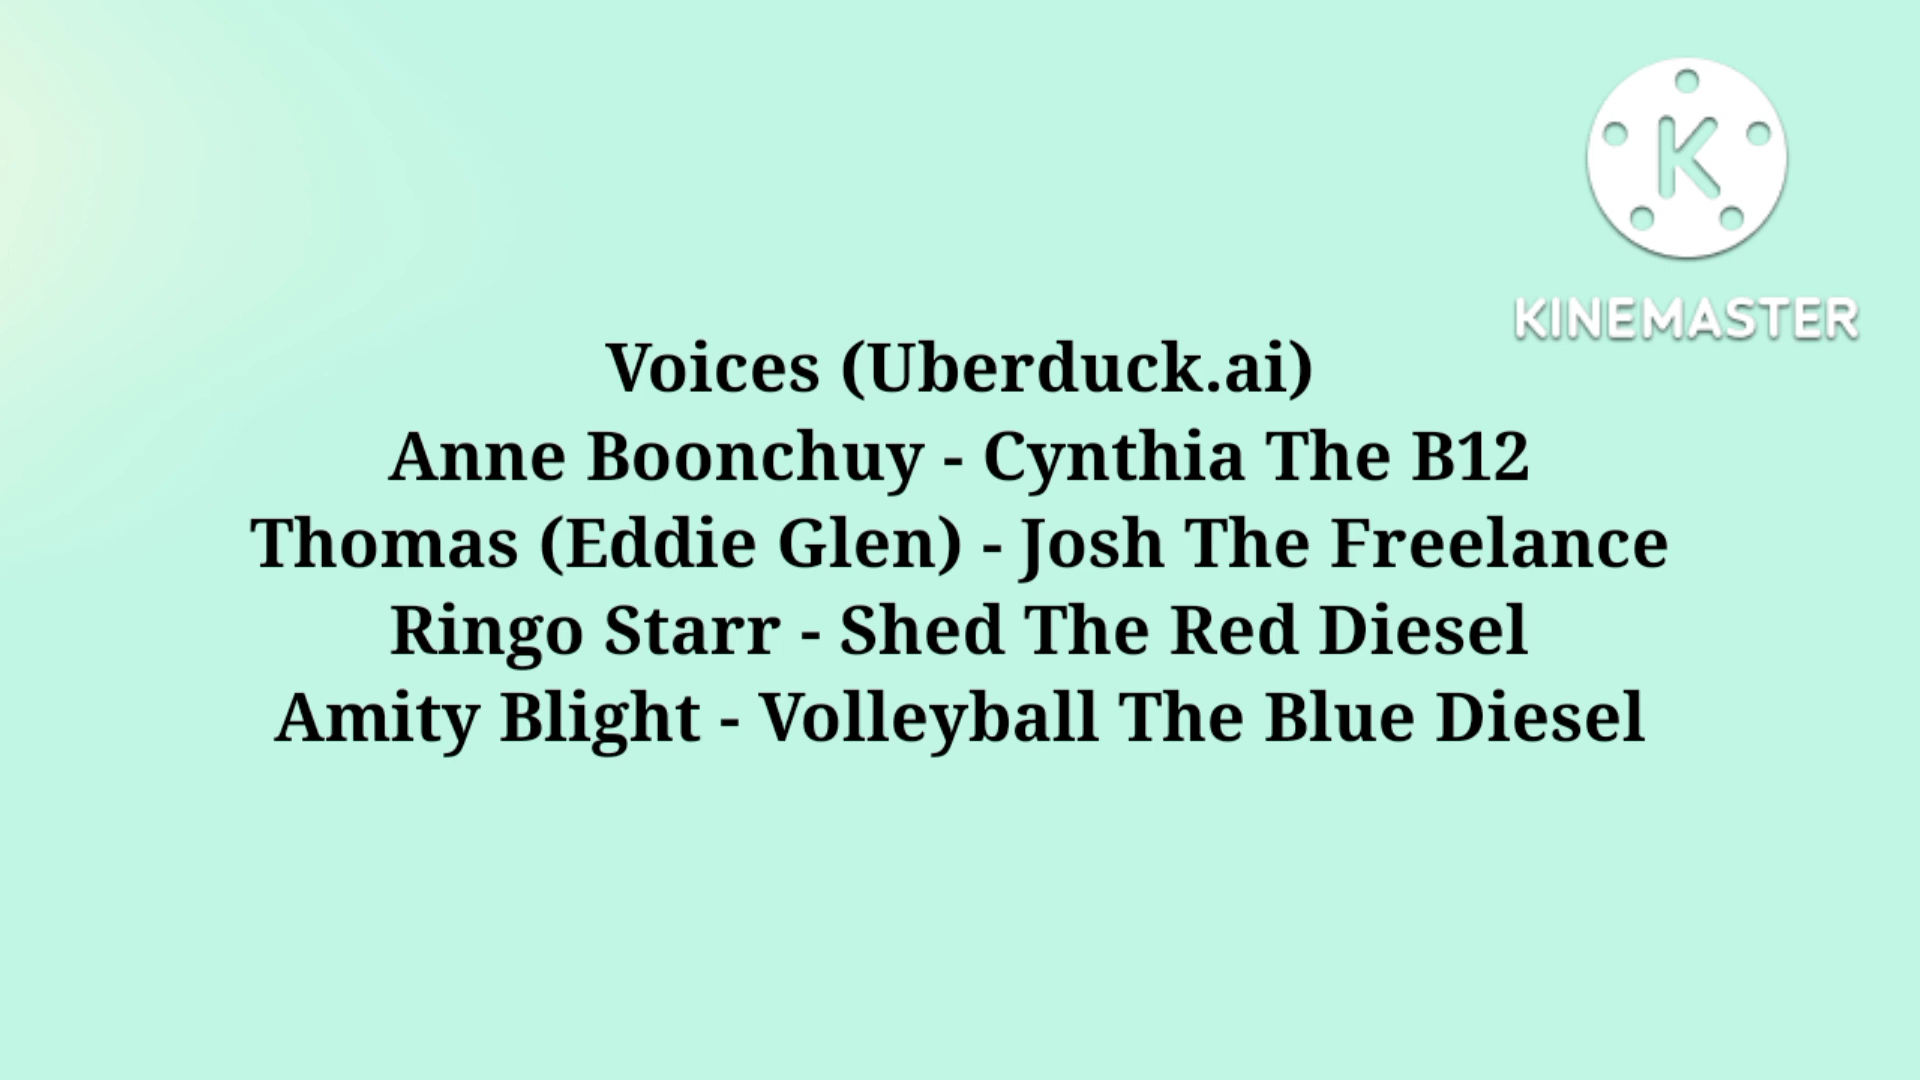 K
KINEMASTER
Voices (Uberduck.ai)
Anne Boonchuy - Cynthia The B12
Thomas (Eddie Glen) - Josh The Freelance
Ringo Starr - Shed The Red Diesel
Amity Blight - Volleyball The Blue Diesel